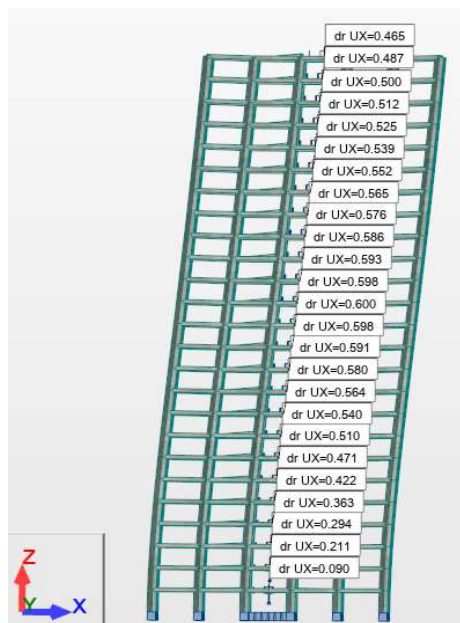 dr UX=0.465
dr UX=0.487
dr UX=0.500
dr UX=0.512
dr UX=0.525
dr UX=0.539
dr UX=0.552
dr UX=0.565
dr UX=0.576
dr UX=0.586
dr UX=0.593
dr UX=0.598
dr UX=0.600
dr UX=0.598
dr UX=0.591
dr UX=0.580
dr UX=0.564
dr UX=0.540
dr UX=0.510
dr UX=0.471
dr UX=0.422
dr UX=0.363
dr UX=0.294
dr UX=0.211
dr UX=0.090
Z
Y
X